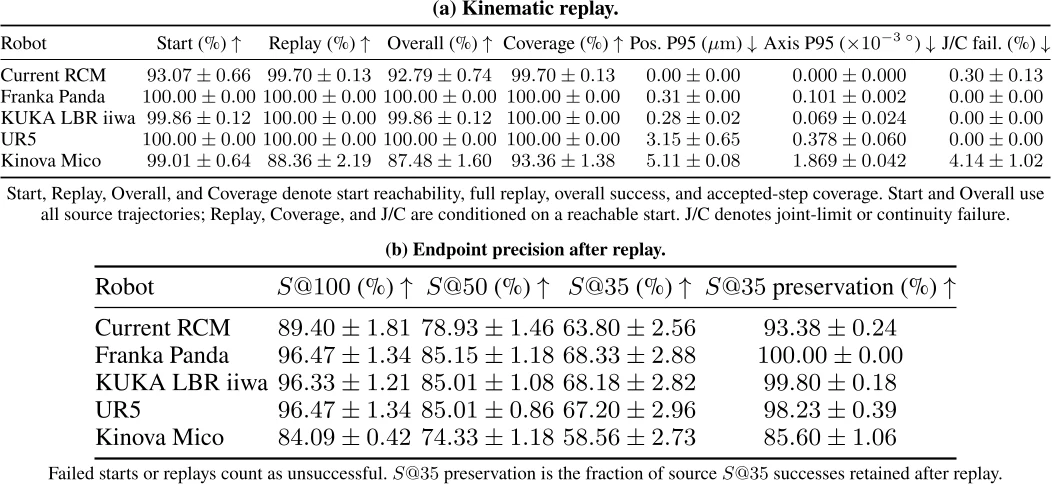 (a) Kinematic replay.
Robot Start (%) ↑ Replay (%) ↑ Overall (%) ↑ Coverage (%) ↑ Pos. P95 (μm) ↓ Axis P95 (×10⁻³ °) ↓ J/C fail. (%) ↓
Current RCM 93.07 ± 0.66 99.70 ± 0.13 92.79 ± 0.74 99.70 ± 0.13 0.00 ± 0.00 0.000 ± 0.000 0.30 ± 0.13
Franka Panda 100.00 ± 0.00 100.00 ± 0.00 100.00 ± 0.00 100.00 ± 0.00 0.31 ± 0.00 0.101 ± 0.002 0.00 ± 0.00
KUKA LBR iiwa 99.86 ± 0.12 100.00 ± 0.00 99.86 ± 0.12 100.00 ± 0.00 0.28 ± 0.02 0.069 ± 0.024 0.00 ± 0.00
UR5 100.00 ± 0.00 100.00 ± 0.00 100.00 ± 0.00 100.00 ± 0.00 3.15 ± 0.65 0.378 ± 0.060 0.00 ± 0.00
Kinova Mico 99.01 ± 0.64 88.36 ± 2.19 87.48 ± 1.60 93.36 ± 1.38 5.11 ± 0.08 1.869 ± 0.042 4.14 ± 1.02
Start, Replay, Overall, and Coverage denote start reachability, full replay, overall success, and accepted-step coverage. Start and Overall use
all source trajectories; Replay, Coverage, and J/C are conditioned on a reachable start. J/C denotes joint-limit or continuity failure.
(b) Endpoint precision after replay.
Robot S@100 (%) ↑ S@50 (%) ↑ S@35 (%) ↑ S@35 preservation (%) ↑
Current RCM 89.40 ± 1.81 78.93 ± 1.46 63.80 ± 2.56 93.38 ± 0.24
Franka Panda 96.47 ± 1.34 85.15 ± 1.18 68.33 ± 2.88 100.00 ± 0.00
KUKA LBR iiwa 96.33 ± 1.21 85.01 ± 1.08 68.18 ± 2.82 99.80 ± 0.18
UR5 96.47 ± 1.34 85.01 ± 0.86 67.20 ± 2.96 98.23 ± 0.39
Kinova Mico 84.09 ± 0.42 74.33 ± 1.18 58.56 ± 2.73 85.60 ± 1.06
Failed starts or replays count as unsuccessful. S@35 preservation is the fraction of source S@35 successes retained after replay.